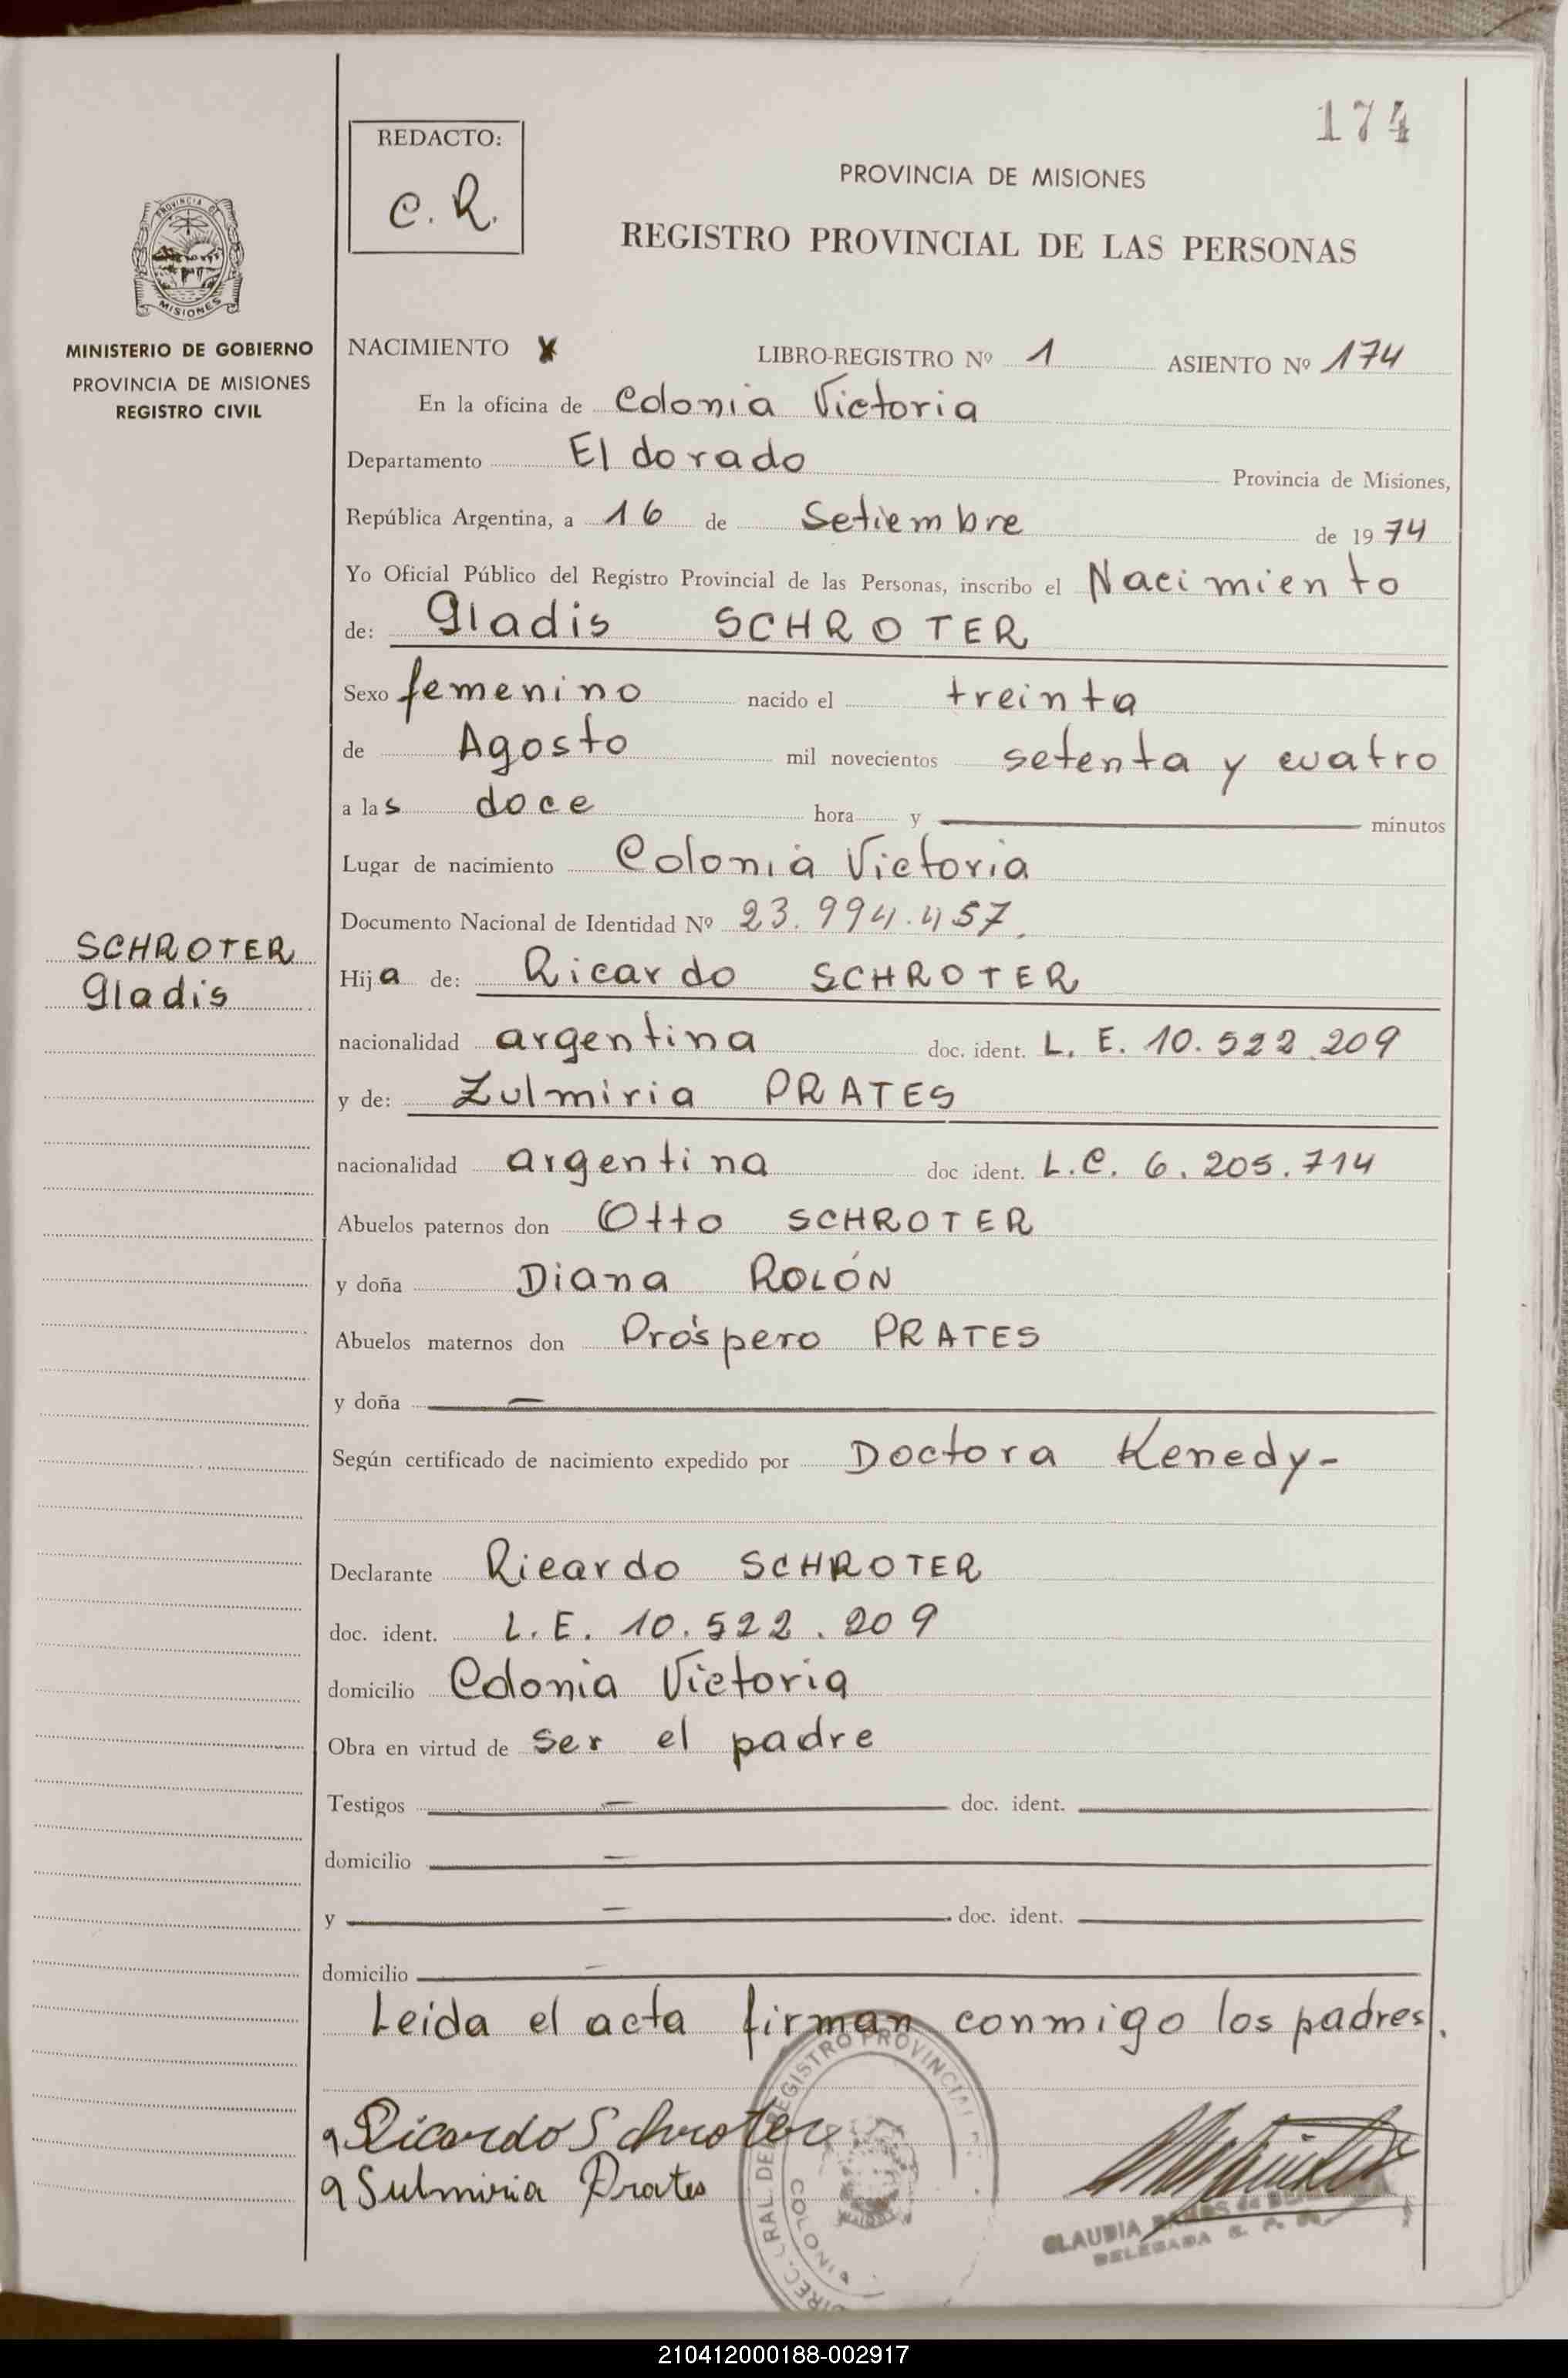 174
REDACTO:
C. R.
PROVINCIA DE MISIONES
REGISTRO PROVINCIAL DE LAS PERSONAS
PROVINCIA DE
MISIONES
MINISTERIO DE GOBIERNO
PROVINCIA DE MISIONES
REGISTRO CIVIL
NACIMIENTO X LIBRO-REGISTRO Nº 1 ASIENTO Nº 174
En la oficina de Colonia Victoria
Departamento El dorado Provincia de Misiones,
República Argentina, a 16 de Setiembre de 1974
Yo Oficial Público del Registro Provincial de las Personas, inscribo el Nacimiento
de: Gladis SCHROTER
Sexo femenino nacido el treinta
de Agosto mil novecientos setenta y cuatro
a las doce hora y — minutos
Lugar de nacimiento Colonia Victoria
Documento Nacional de Identidad Nº 23.994.457.
SCHROTER
Gladis
Hija de: Ricardo SCHROTER
nacionalidad argentina doc. ident. L. E. 10.522.209
y de: Zulmiria PRATES
nacionalidad argentina doc ident. L.C. 6.205.714
Abuelos paternos don Otto SCHROTER
y doña Diana ROLÓN
Abuelos maternos don Próspero PRATES
y doña —
Según certificado de nacimiento expedido por Doctora Kenedy-
Declarante Ricardo SCHROTER
doc. ident. L. E. 10.522.209
domicilio Colonia Victoria
Obra en virtud de ser el padre
Testigos — doc. ident. —
domicilio —
y — doc. ident. —
domicilio —
Leida el acta firman conmigo los padres.
Ricardo Schroter
Sulmiria Prates
DIREC. GRAL. DEL REGISTRO PROVINCIAL
CLAUDIA
DELEGADA
210412000188-002917